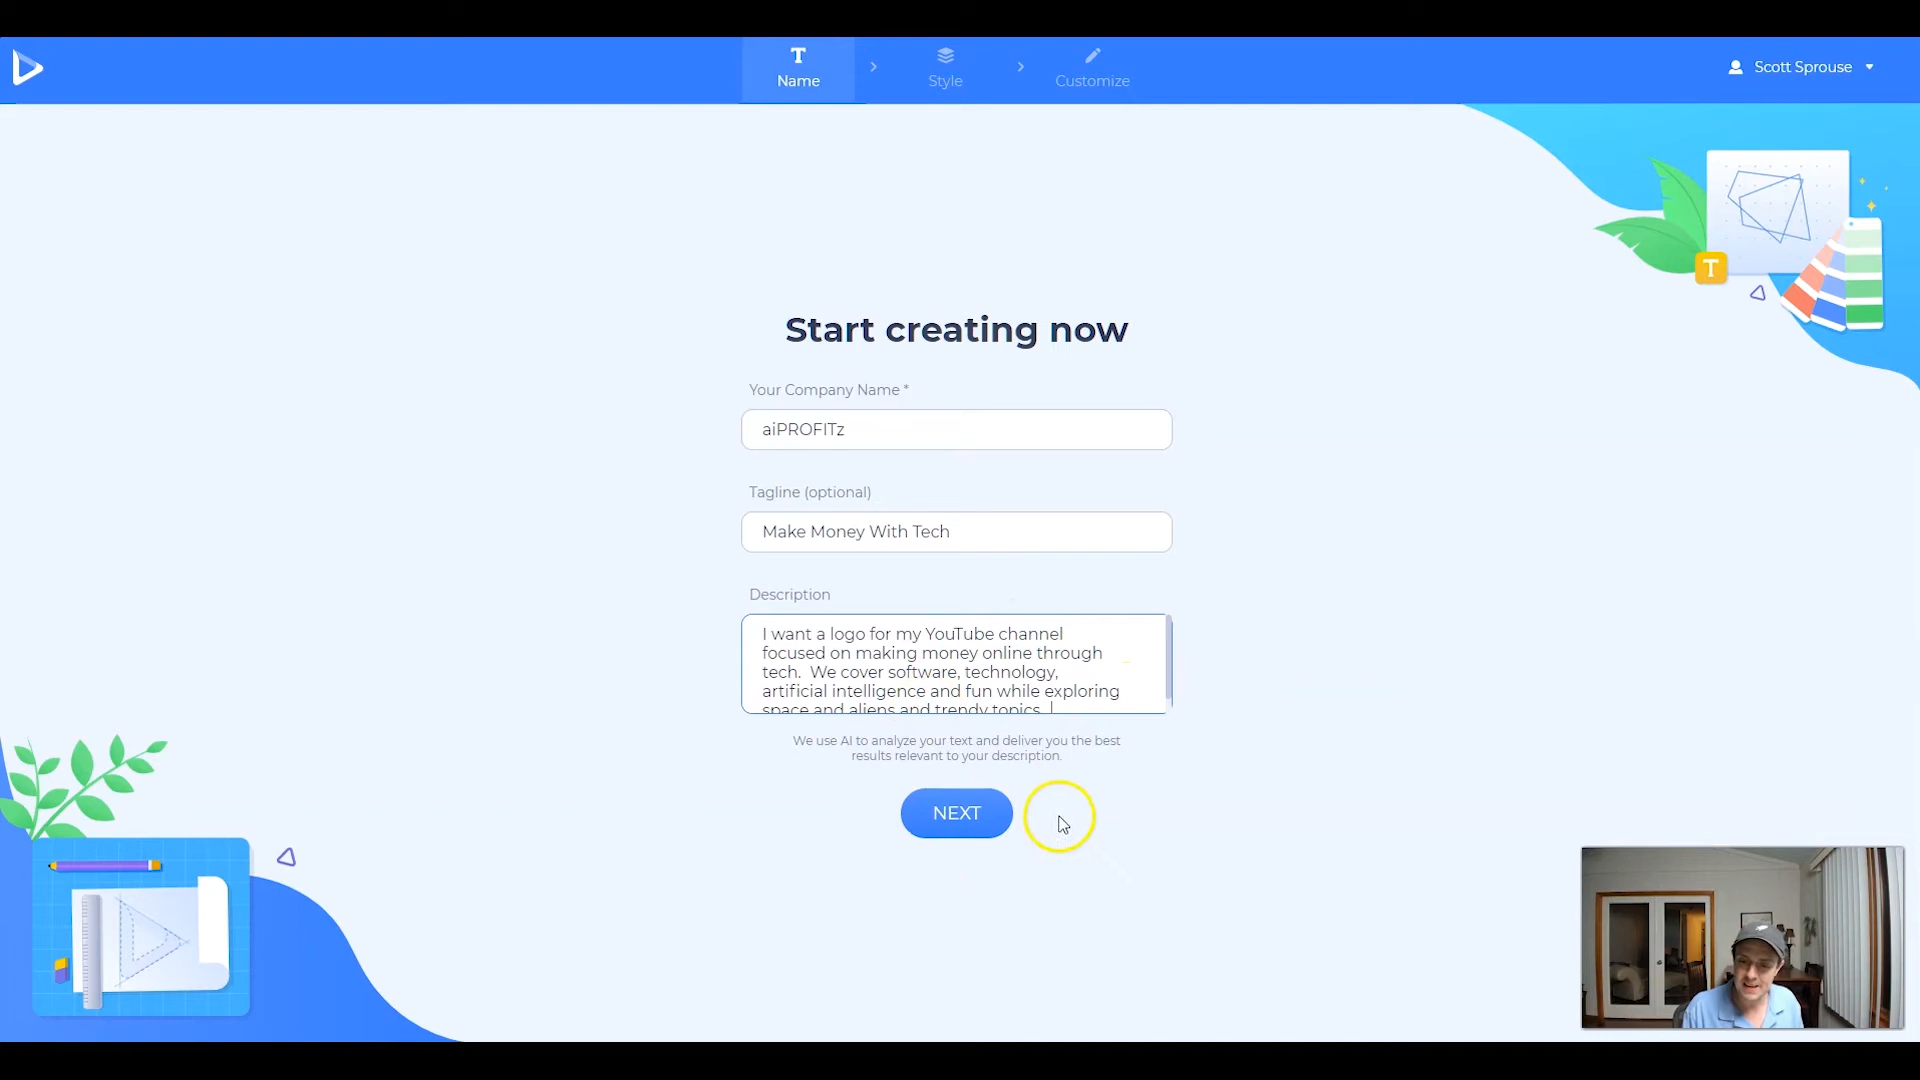 T
Name
Style
Customize
Scott Sprouse
T
Start creating now
Your Company Name *
aiPROFITz
Tagline (optional)
Make Money With Tech
Description
I want a logo for my YouTube channel
focused on making money online through
tech.  We cover software, technology,
artificial intelligence and fun while exploring
space and aliens and trendy topics.
We use AI to analyze your text and deliver you the best
results relevant to your description.
NEXT